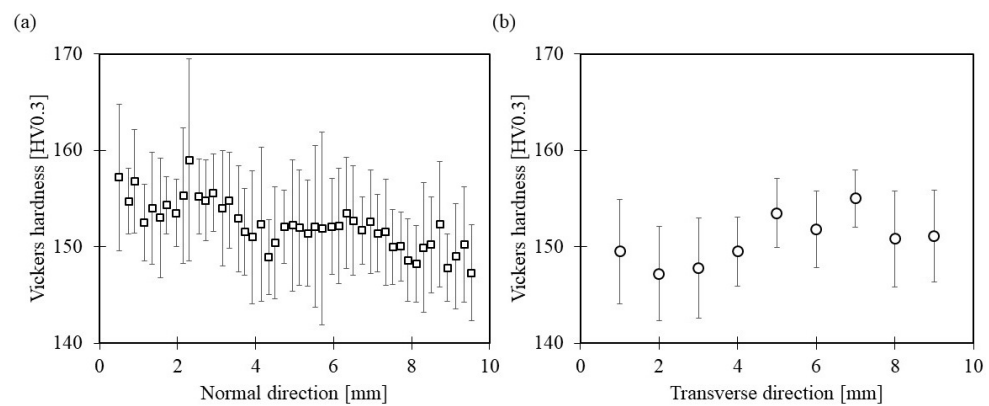 (a)
170
160
150
140
Vickers hardness [HV0.3]
0 2 4 6 8 10
Normal direction [mm]
(b)
170
160
150
140
Vickers hardness [HV0.3]
0 2 4 6 8 10
Transverse direction [mm]